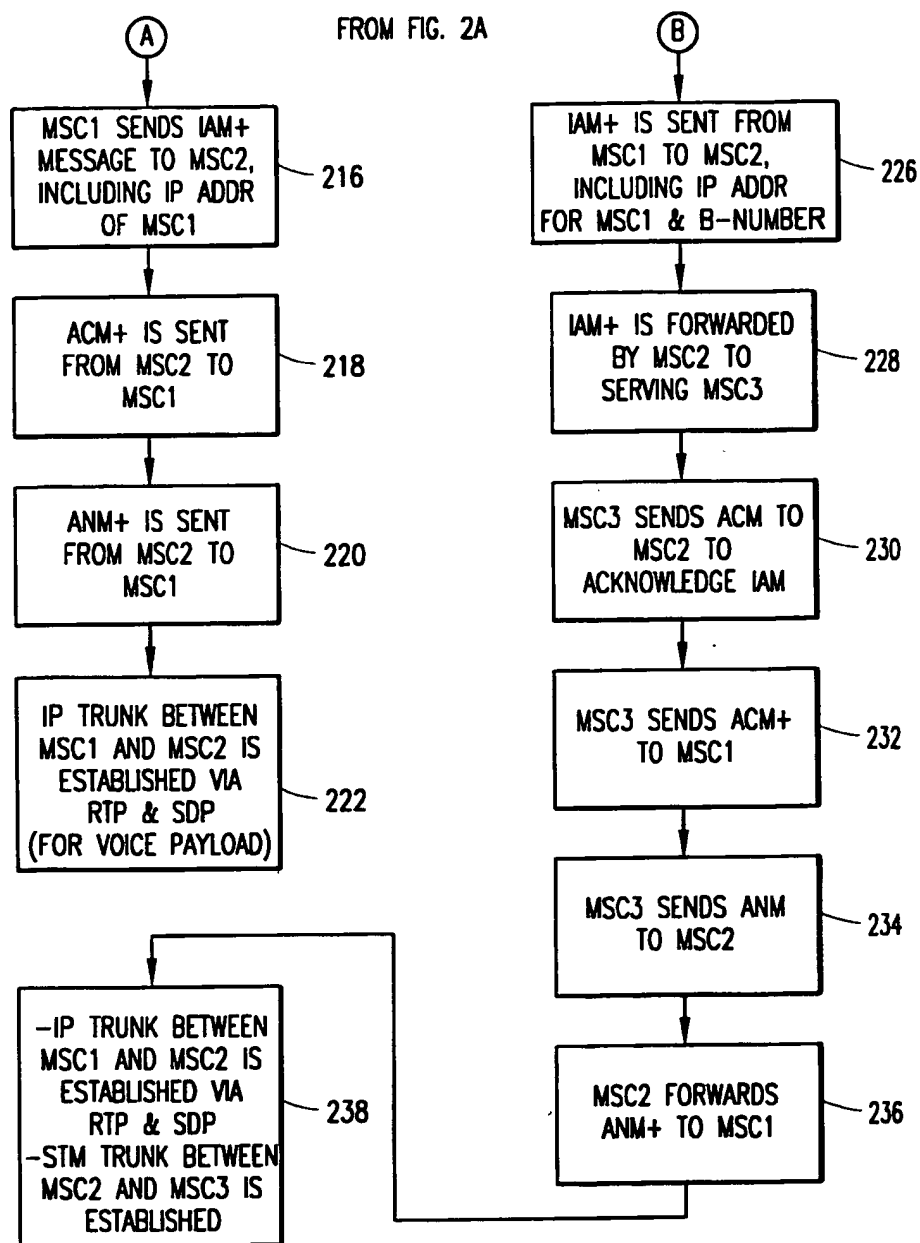 FROM FIG. 2A
A
MSC1 SENDS IAM+
MESSAGE TO MSC2,
INCLUDING IP ADDR
OF MSC1
216
ACM+ IS SENT
FROM MSC2 TO
MSC1
218
ANM+ IS SENT
FROM MSC2 TO
MSC1
220
IP TRUNK BETWEEN
MSC1 AND MSC2 IS
ESTABLISHED VIA
RTP & SDP
(FOR VOICE PAYLOAD)
222
B
IAM+ IS SENT FROM
MSC1 TO MSC2,
INCLUDING IP ADDR
FOR MSC1 & B-NUMBER
226
IAM+ IS FORWARDED
BY MSC2 TO
SERVING MSC3
228
MSC3 SENDS ACM TO
MSC2 TO
ACKNOWLEDGE IAM
230
MSC3 SENDS ACM+
TO MSC1
232
MSC3 SENDS ANM
TO MSC2
234
MSC2 FORWARDS
ANM+ TO MSC1
236
-IP TRUNK BETWEEN
MSC1 AND MSC2 IS
ESTABLISHED VIA
RTP & SDP
-STM TRUNK BETWEEN
MSC2 AND MSC3 IS
ESTABLISHED
238